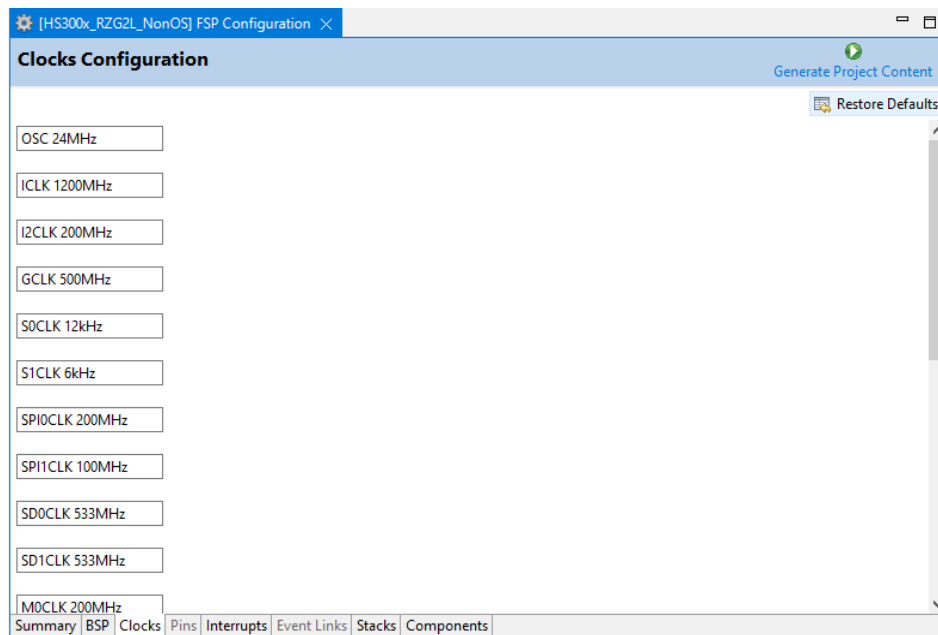 [HS300x_RZG2L_NonOS] FSP Configuration
Clocks Configuration
Generate Project Content
Restore Defaults
OSC 24MHz
ICLK 1200MHz
I2CLK 200MHz
GCLK 500MHz
S0CLK 12kHz
S1CLK 6kHz
SPI0CLK 200MHz
SPI1CLK 100MHz
SD0CLK 533MHz
SD1CLK 533MHz
M0CLK 200MHz
Summary BSP Clocks Pins Interrupts Event Links Stacks Components